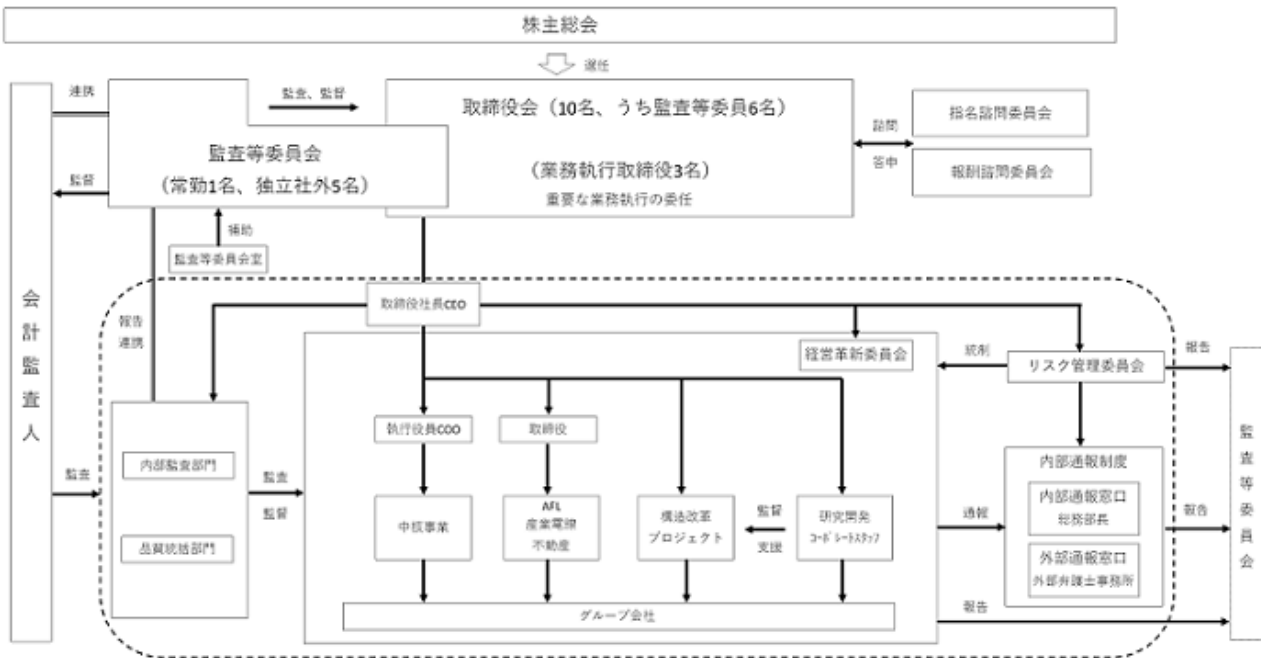 株主総会
選任
連携
監査、監督
取締役会（10名、うち監査等委員6名）
諮問
答申
指名諮問委員会
報酬諮問委員会
監査等委員会
（常勤1名、独立社外5名）
（業務執行取締役3名）
重要な業務執行の委任
監督
補助
監査等委員会室
会計監査人
取締役社長CEO
報告
連携
経営革新委員会
統制
リスク管理委員会
報告
執行役員COO
取締役
内部監査部門
品質統括部門
監査
監査
監督
中核事業
AFL
産業電線
不動産
構造改革
プロジェクト
監督
支援
研究開発
コーポレートスタッフ
通報
内部通報制度
内部通報窓口
総務部長
外部通報窓口
外部弁護士事務所
報告
監査等委員会
グループ会社
報告